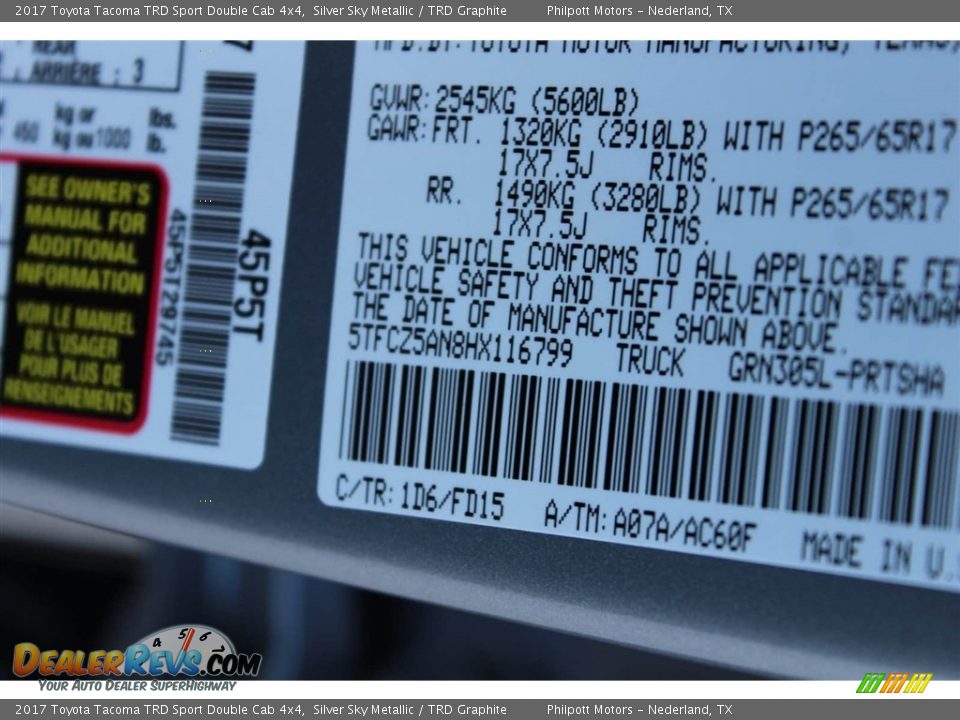 2017 Toyota Tacoma TRD Sport Double Cab 4x4, Silver Sky Metallic / TRD Graphite Philpott Motors - Nederland, TX
REAR
ARRIÈRE : 3
kg or lbs.
450 kg ou 1000 lb.
SEE OWNER'S
MANUAL FOR
ADDITIONAL
INFORMATION
VOIR LE MANUEL
DE L'USAGER
POUR PLUS DE
RENSEIGNEMENTS
45P5T29745
45P5T
MFD.BY: TOYOTA MOTOR MANUFACTURING,
GVWR: 2545KG (5600LB)
GAWR: FRT. 1320KG (2910LB) WITH P265/65R17
17X7.5J RIMS.
RR. 1490KG (3280LB) WITH P265/65R17
17X7.5J RIMS.
THIS VEHICLE CONFORMS TO ALL APPLICABLE
VEHICLE SAFETY AND THEFT PREVENTION STANDAR
THE DATE OF MANUFACTURE SHOWN ABOVE.
5TFCZ5AN8HX116799 TRUCK GRN305L-PRTSHA
C/TR: 1D6/FD15 A/TM: A07A/AC60F MADE IN U.
4 5 6
DEALERREVS.COM
YOUR AUTO DEALER SUPERHIGHWAY
2017 Toyota Tacoma TRD Sport Double Cab 4x4, Silver Sky Metallic / TRD Graphite Philpott Motors - Nederland, TX